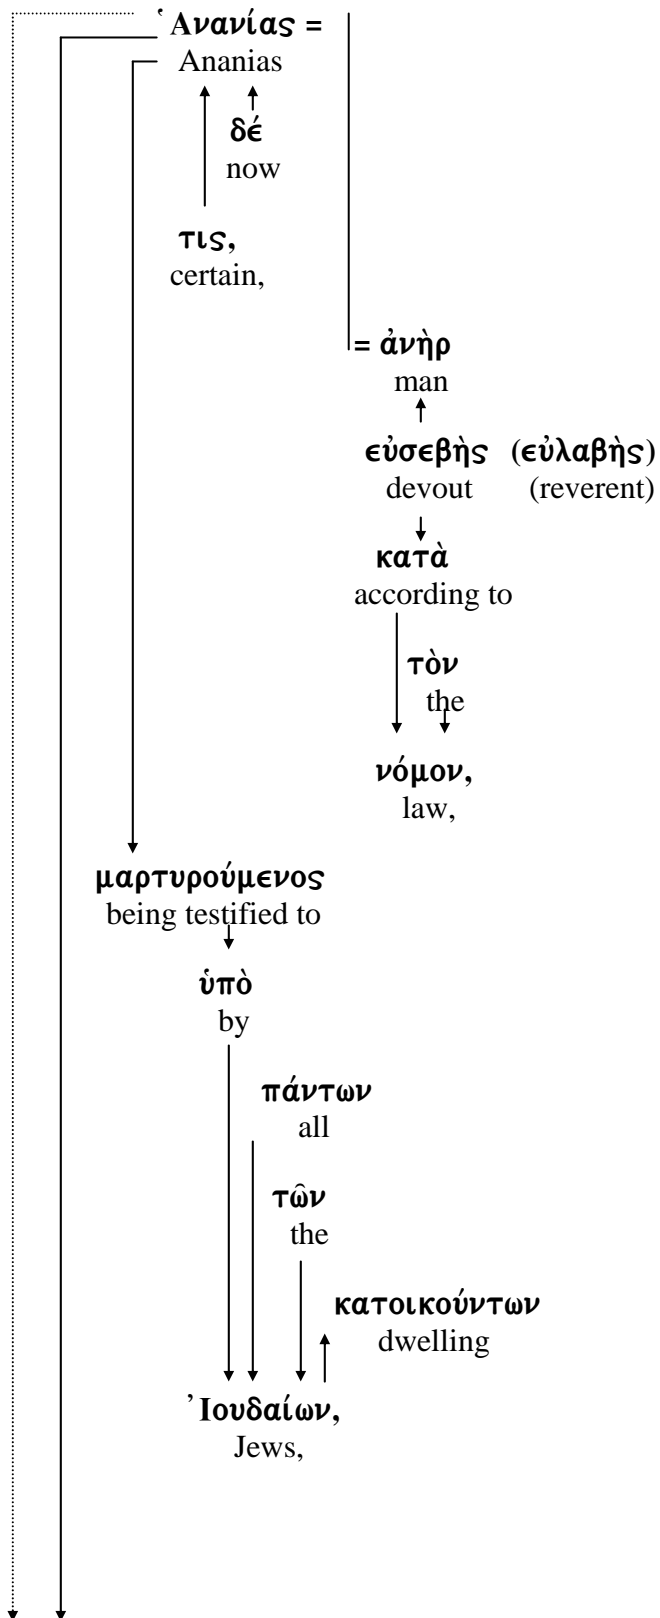 Ἁνανίας =
Ananias
δέ
now
τις,
certain,
= ἀνὴρ
man
εὐσεβὴς (εὐλαβὴς)
devout (reverent)
κατὰ
according to
τὸν
the
νόμον,
law,
μαρτυρούμενος
being testified to
ὑπὸ
by
πάντων
all
τῶν
the
κατοικούντων
dwelling
Ἰουδαίων,
Jews,